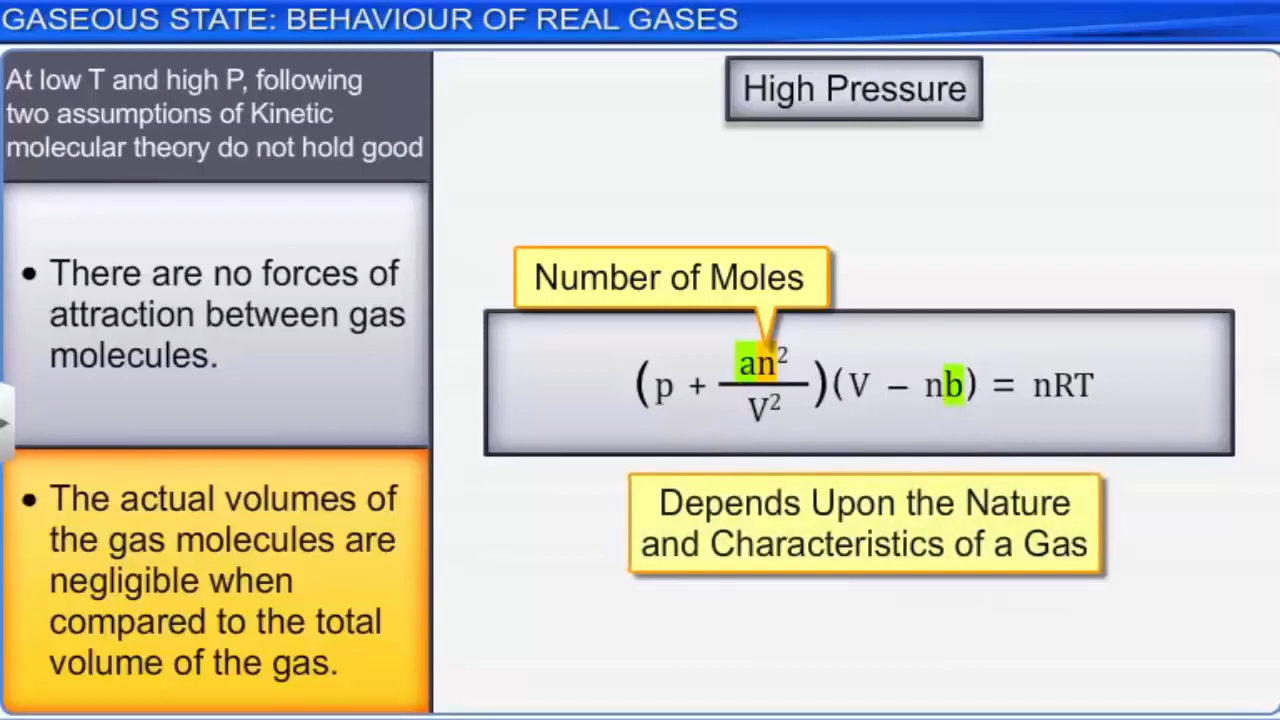 GASEOUS STATE: BEHAVIOUR OF REAL GASES
At low T and high P, following
two assumptions of Kinetic
molecular theory do not hold good
• There are no forces of
attraction between gas
molecules.
• The actual volumes of
the gas molecules are
negligible when
compared to the total
volume of the gas.
High Pressure
Number of Moles
(p + an²/V²)(V − nb) = nRT
Depends Upon the Nature
and Characteristics of a Gas